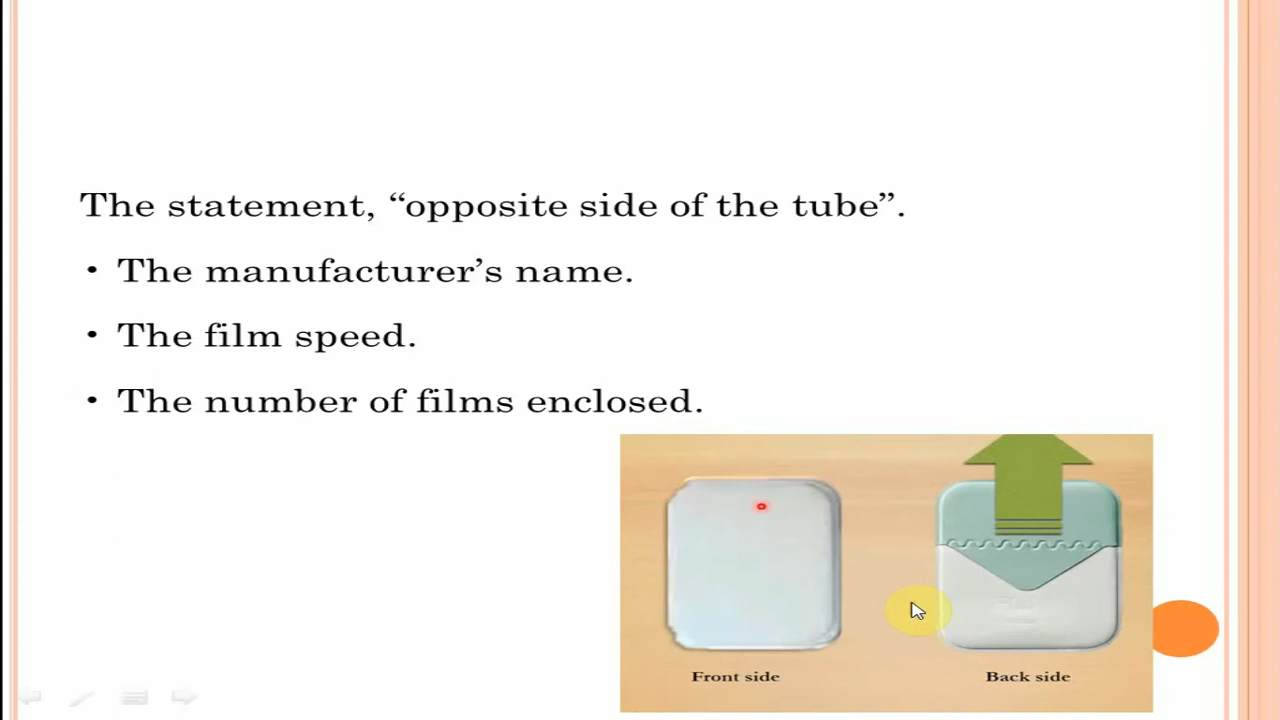 The statement, “opposite side of the tube”.
• The manufacturer’s name.
• The film speed.
• The number of films enclosed.
Front side
Back side